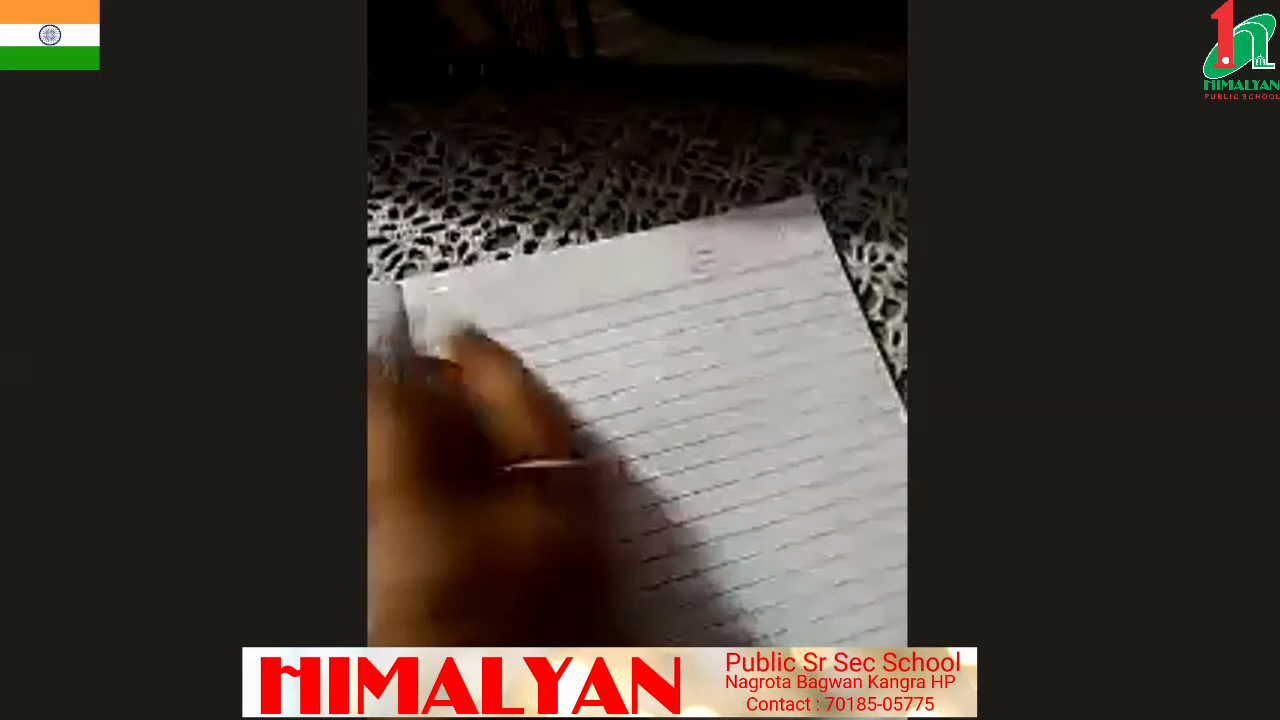 HIMALYAN
PUBLIC SCHOOL
HIMALYAN
Public Sr Sec School
Nagrota Bagwan Kangra HP
Contact : 70185-05775